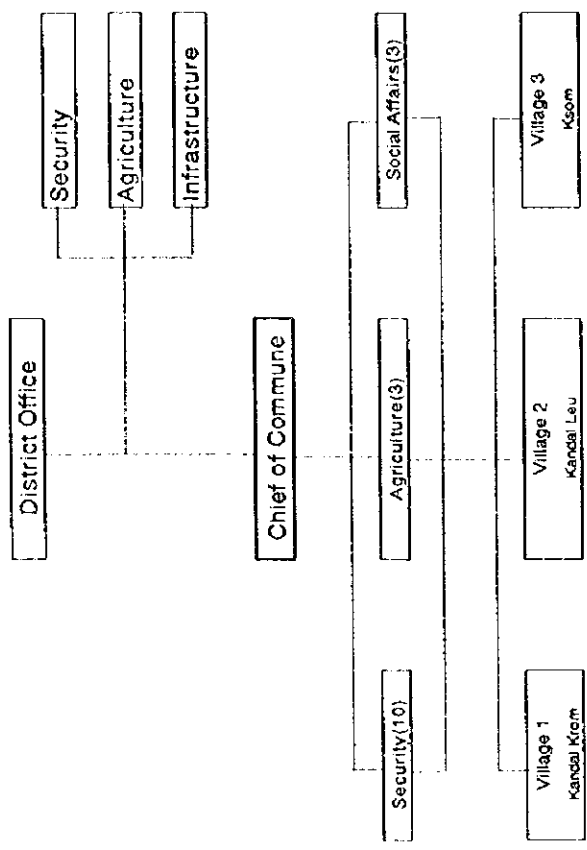 District Office
Security
Agriculture
Infrastructure
Chief of Commune
Security(10)
Agriculture(3)
Social Affairs(3)
Village 1
Kandal Krom
Village 2
Kandal Leu
Village 3
Ksom